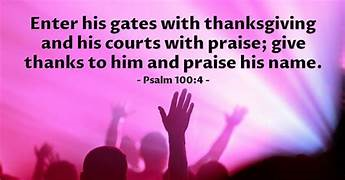 Enter his gates with thanksgiving
and his courts with praise; give
thanks to him and praise his name.
- Psalm 100:4 -